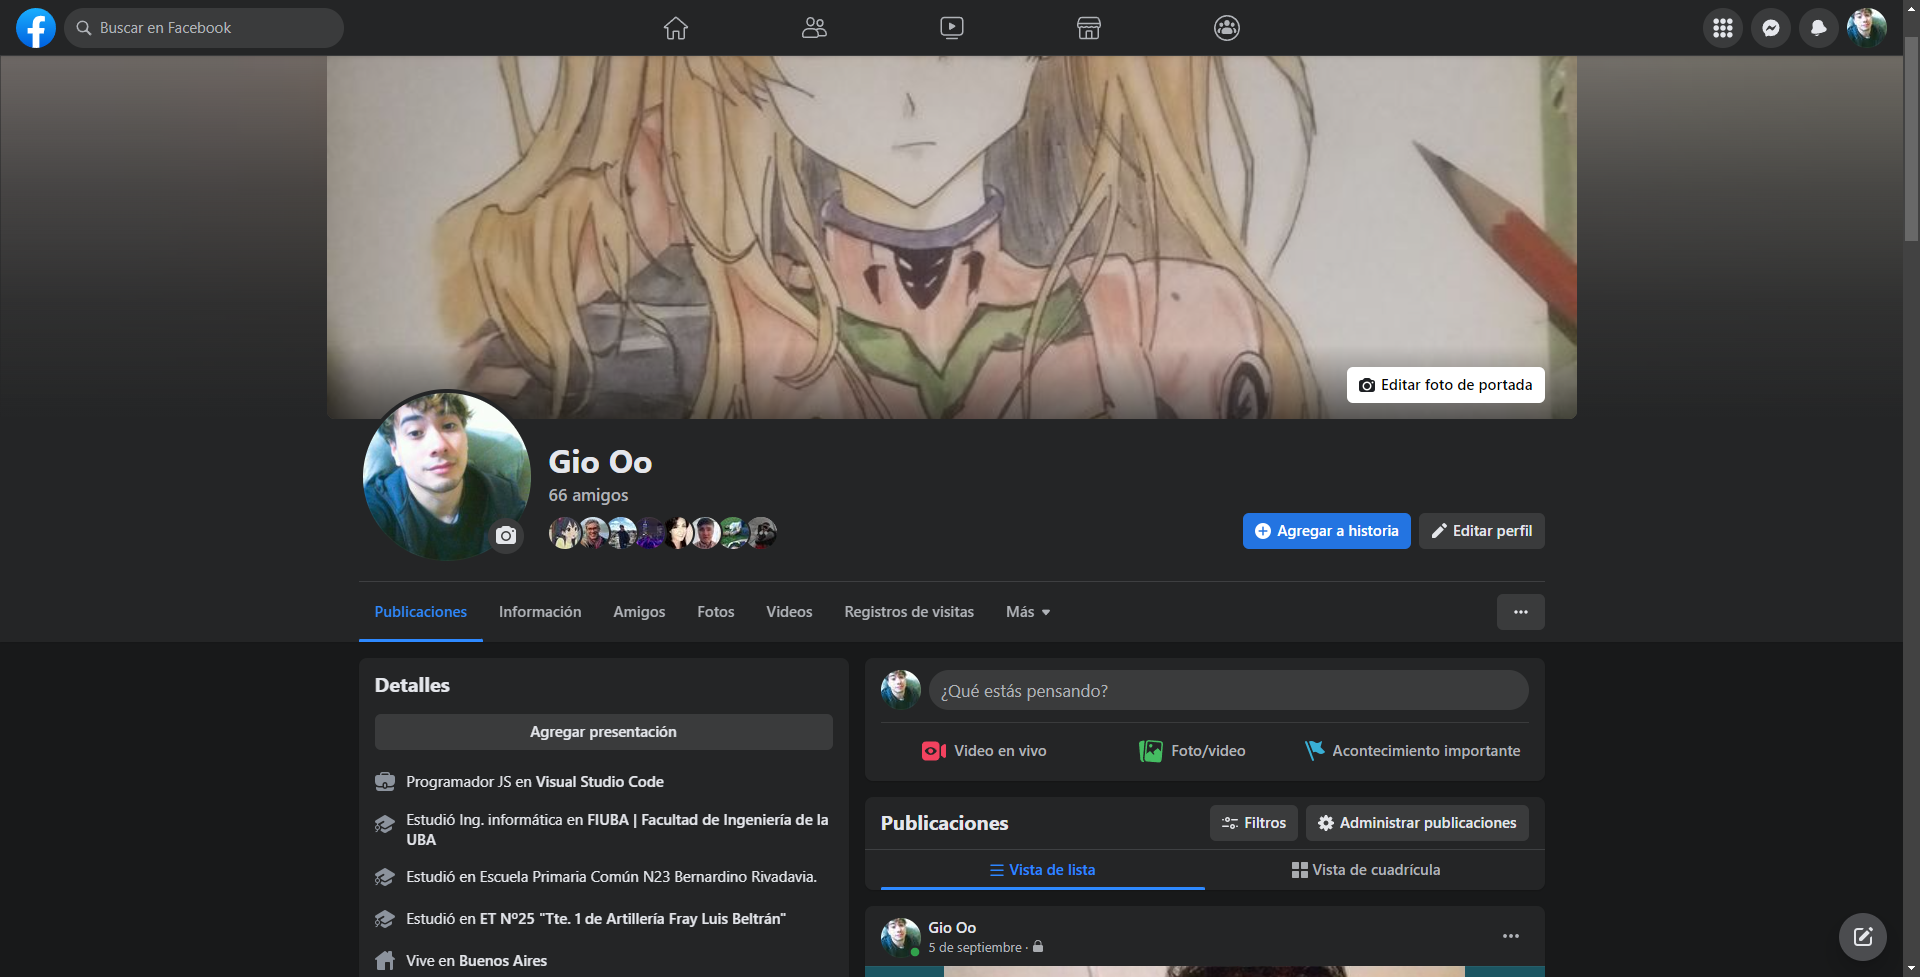 Buscar en Facebook
Editar foto de portada
Gio Oo
66 amigos
Agregar a historia
Editar perfil
Publicaciones
Información
Amigos
Fotos
Videos
Registros de visitas
Más
Detalles
Agregar presentación
Programador JS en Visual Studio Code
Estudió Ing. informática en FIUBA | Facultad de Ingeniería de la
UBA
Estudió en Escuela Primaria Común N23 Bernardino Rivadavia.
Estudió en ET Nº25 "Tte. 1 de Artillería Fray Luis Beltrán"
Vive en Buenos Aires
¿Qué estás pensando?
Video en vivo
Foto/video
Acontecimiento importante
Publicaciones
Filtros
Administrar publicaciones
Vista de lista
Vista de cuadrícula
Gio Oo
5 de septiembre ·